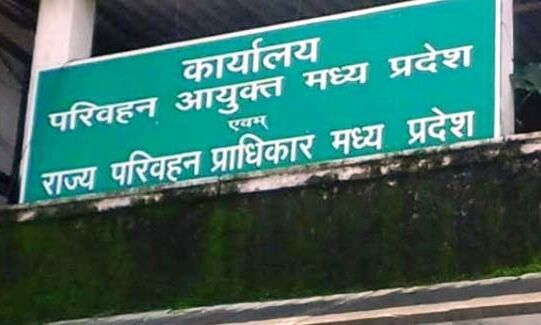 कार्यालय
परिवहन आयुक्त मध्य प्रदेश
एवम्
राज्य परिवहन प्राधिकार मध्य प्रदेश